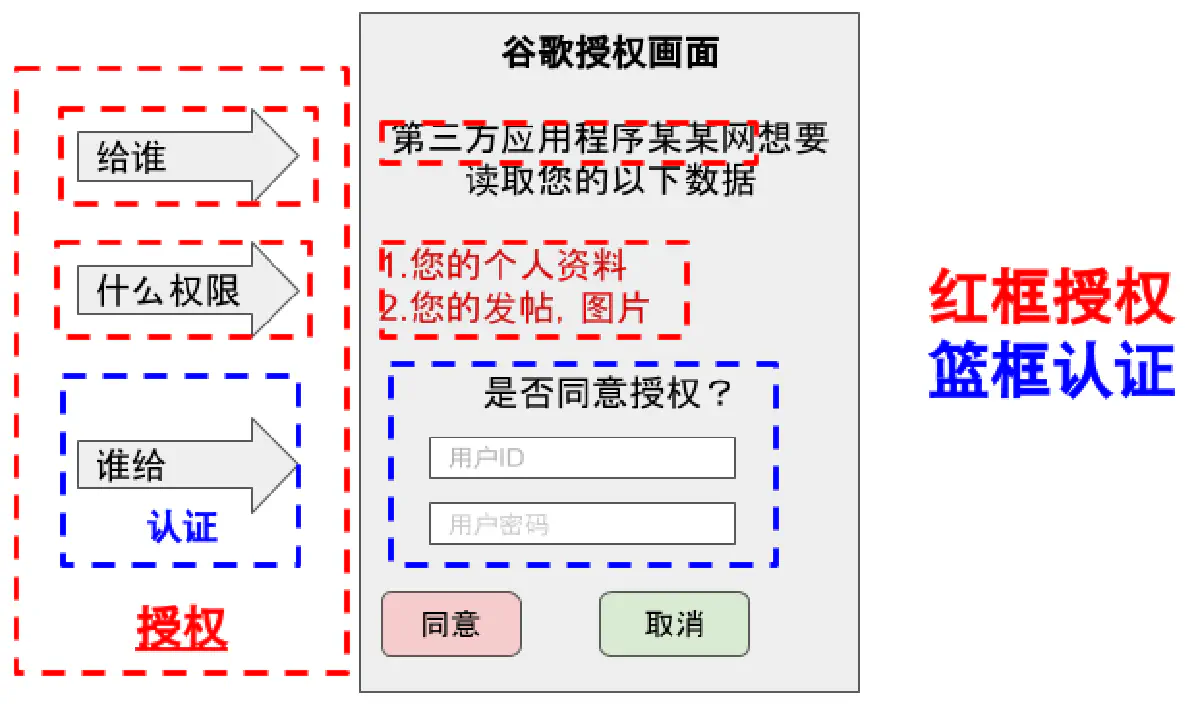 谷歌授权画面
给谁
第三方应用程序某某网想要
读取您的以下数据
什么权限
1.您的个人资料
2.您的发帖, 图片
红框授权
篮框认证
是否同意授权？
谁给
用户ID
认证
用户密码
授权
同意
取消